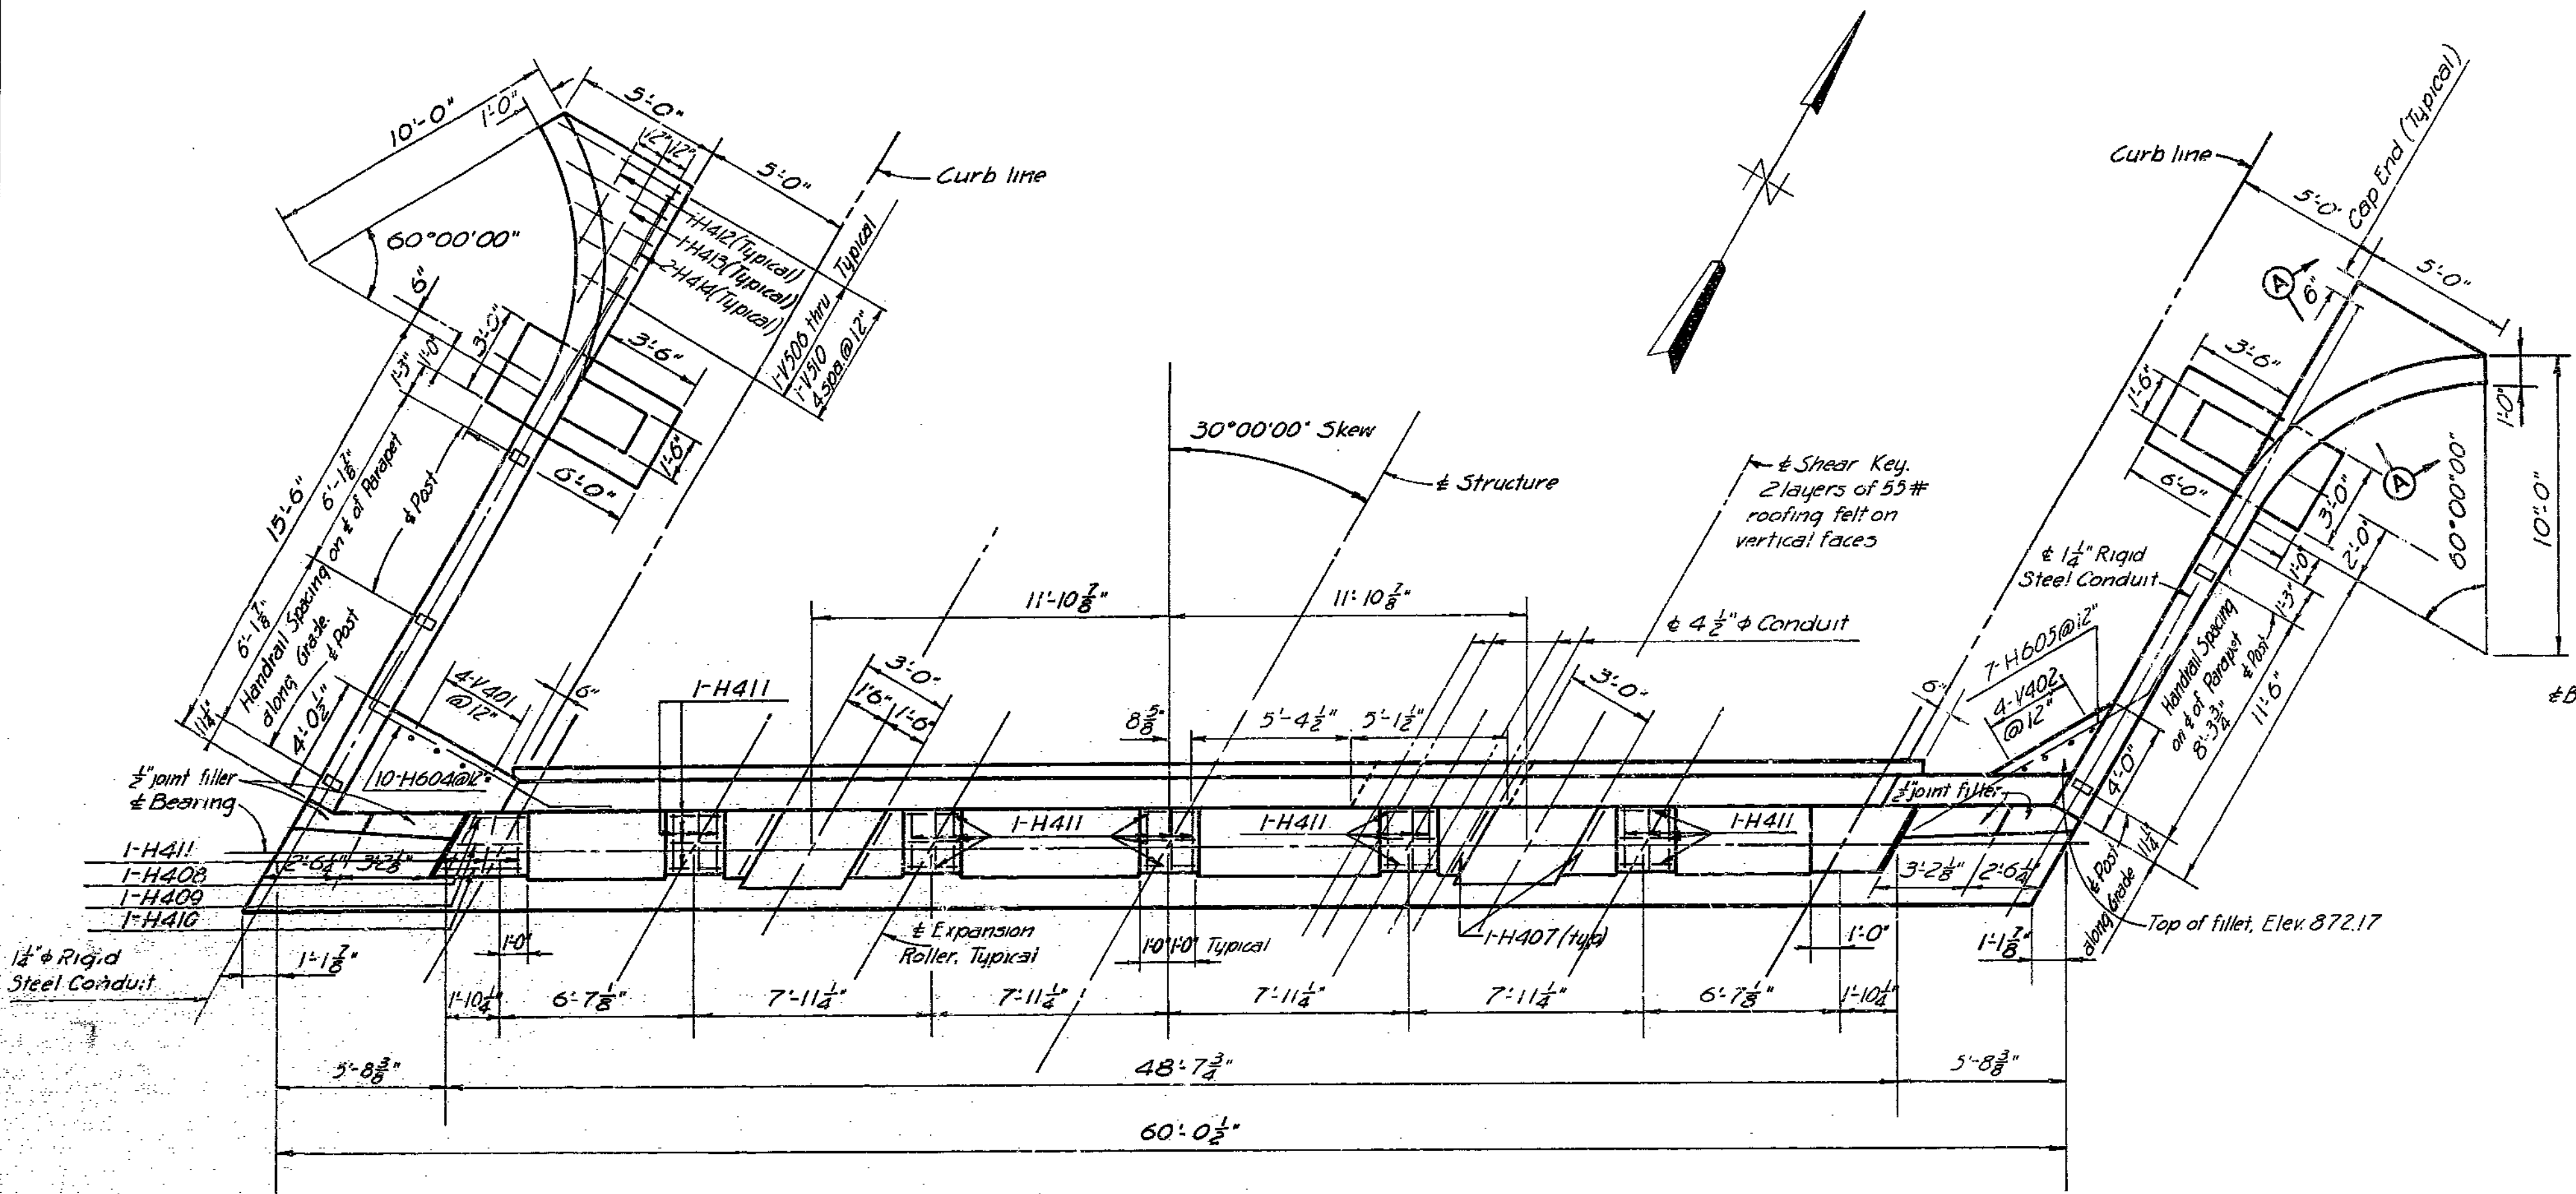 10'-0"
1'-0"
5'-0"
12" 12"
5'-0"
Curb line
60°00'00"
6"
1-H412 (Typical)
1-H413 (Typical)
2-H414 (Typical)
Typical
1-V506 thru
1-V510
4 spa. @ 12"
3'-0"
1'-0"
1'-3"
3'-6"
1'-6"
6'-0"
15'-6"
6'-1 7/8"
6'-1 7/8"
Handrail Spacing on ℄ of Parapet
along Grade.
℄ Post
℄ Post
11 1/4"
4'-0 1/2"
4-V401
@ 12"
6"
10-H604@12"
1/2" joint filler
℄ Bearing
1-H411
1-H408
1-H409
1-H410
2'-6 1/4"
3'-2 1/8"
1 1/4" φ Rigid
Steel Conduit
1'-1 7/8"
1'-0"
30°00'00" Skew
℄ Structure
℄ Shear Key.
2 layers of 55#
roofing felt on
vertical faces
11'-10 7/8"
11'-10 7/8"
℄ 4 1/2" φ Conduit
1-H411
3'-0"
1'-6"
1'-6"
8 5/8"
5'-4 1/2"
5'-1 1/2"
3'-0"
1-H411
1-H411
1-H411
℄ Expansion
Roller, Typical
1'-0" 1'-0" Typical
1-H407 (typ)
1'-0"
Curb line
5'-0"
Cap End (Typical)
5'-0"
A
6"
3'-6"
1'-6"
6'-0"
A
1'-0"
60°00'00"
10'-0"
3'-0"
2'-0"
1'-0"
1'-3"
℄ 1 1/4" Rigid
Steel Conduit
7-H605@12"
4-V402
@ 12"
6"
Handrail Spacing
on ℄ of Parapet
℄ Post
8'-3 3/4"
11'-6"
4'-0"
11 1/4"
℄ Post
along Grade
℄ B
1/2" joint filler
3'-2 1/8"
2'-6 1/4"
1'-1 7/8"
Top of fillet, Elev. 872.17
1'-10 1/4"
6'-7 1/8"
7'-11 1/4"
7'-11 1/4"
7'-11 1/4"
7'-11 1/4"
6'-7 1/8"
1'-10 1/4"
5'-8 3/8"
48'-7 3/4"
5'-8 3/8"
60'-0 1/2"